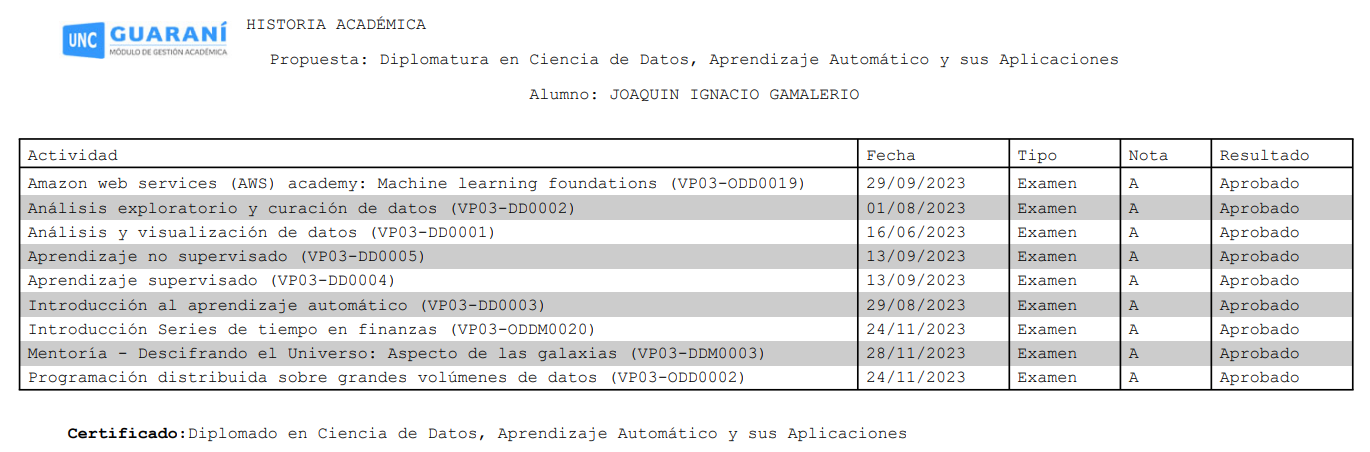 UNC GUARANÍ
MÓDULO DE GESTIÓN ACADÉMICA
HISTORIA ACADÉMICA
Propuesta: Diplomatura en Ciencia de Datos, Aprendizaje Automático y sus Aplicaciones
Alumno: JOAQUIN IGNACIO GAMALERIO
Actividad Fecha Tipo Nota Resultado
Amazon web services (AWS) academy: Machine learning foundations (VP03-ODD0019) 29/09/2023 Examen A Aprobado
Análisis exploratorio y curación de datos (VP03-DD0002) 01/08/2023 Examen A Aprobado
Análisis y visualización de datos (VP03-DD0001) 16/06/2023 Examen A Aprobado
Aprendizaje no supervisado (VP03-DD0005) 13/09/2023 Examen A Aprobado
Aprendizaje supervisado (VP03-DD0004) 13/09/2023 Examen A Aprobado
Introducción al aprendizaje automático (VP03-DD0003) 29/08/2023 Examen A Aprobado
Introducción Series de tiempo en finanzas (VP03-ODDM0020) 24/11/2023 Examen A Aprobado
Mentoría - Descifrando el Universo: Aspecto de las galaxias (VP03-DDM0003) 28/11/2023 Examen A Aprobado
Programación distribuida sobre grandes volúmenes de datos (VP03-ODD0002) 24/11/2023 Examen A Aprobado
Certificado:Diplomado en Ciencia de Datos, Aprendizaje Automático y sus Aplicaciones